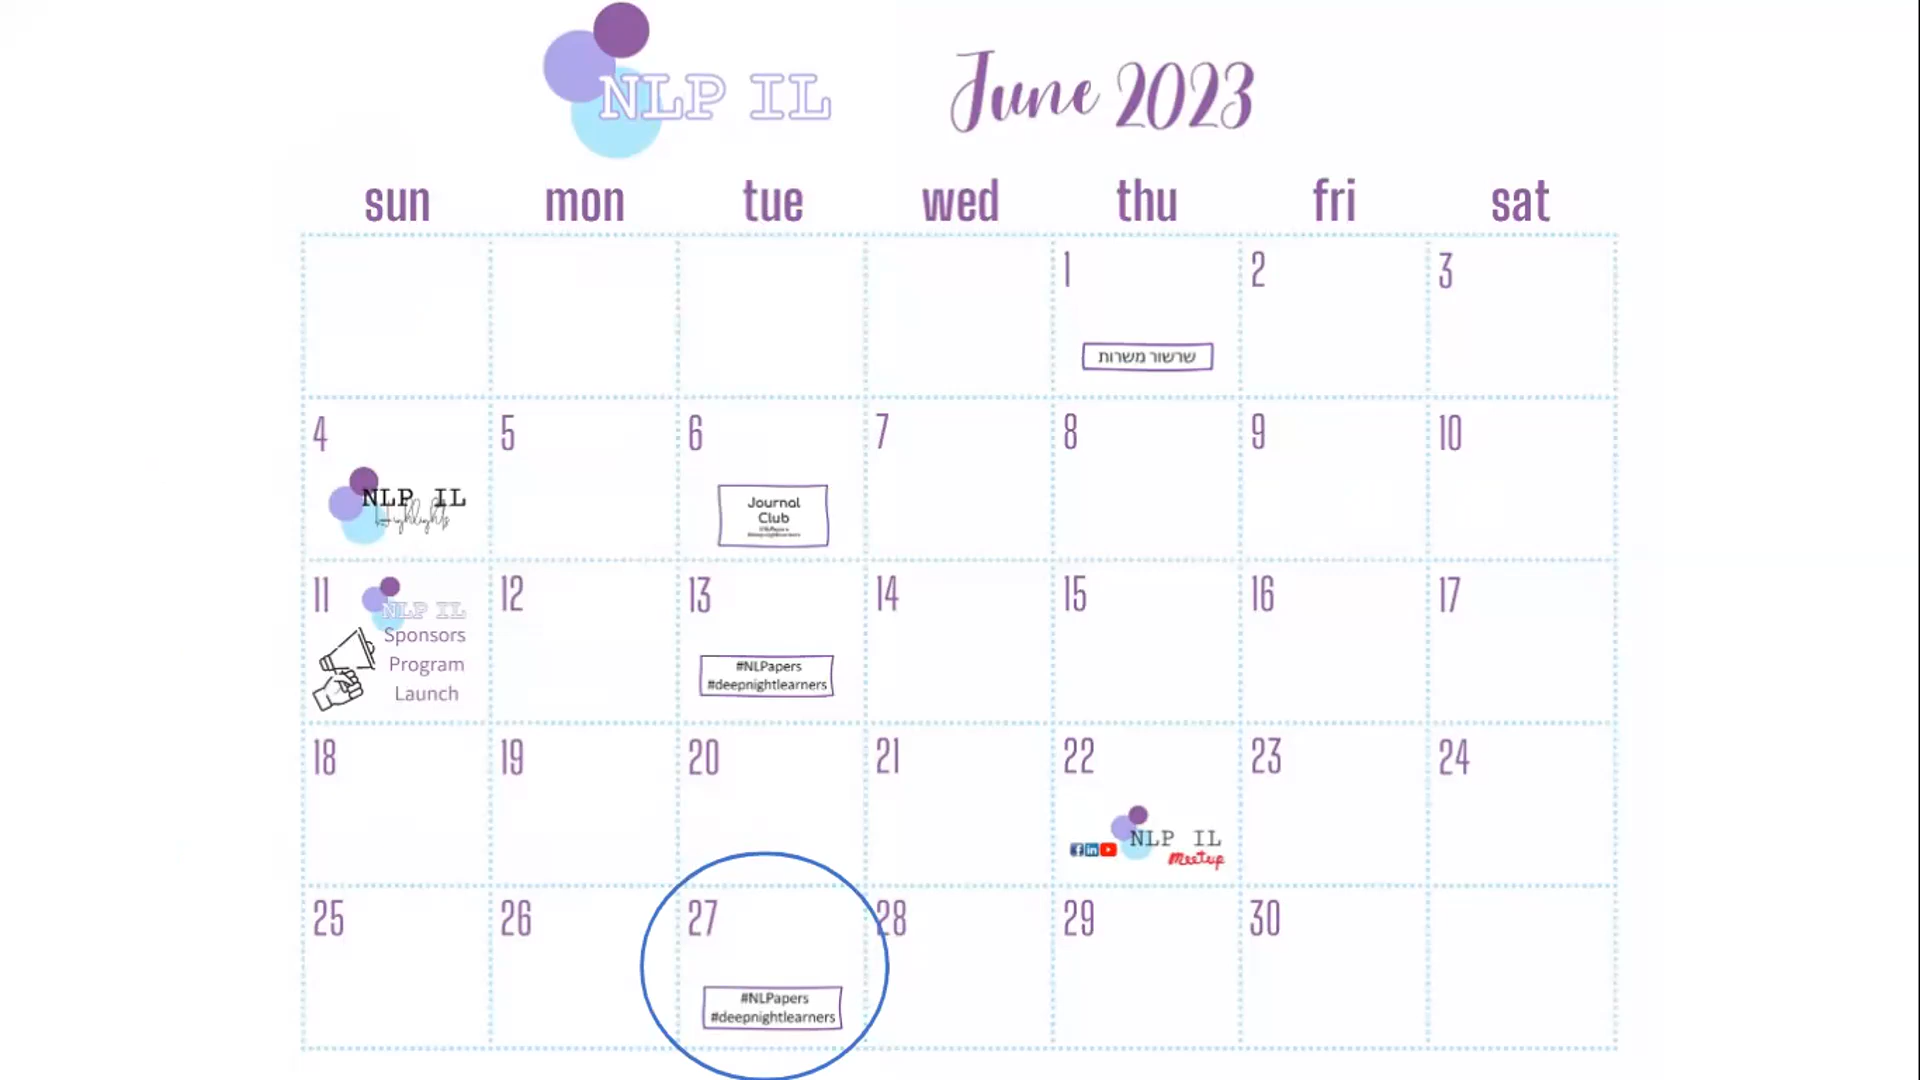 NLP IL
June 2023
sun mon tue wed thu fri sat
1 2 3
שרשור משרות
4 5 6 7 8 9 10
NLP IL
Highlights
Journal
Club
11 12 13 14 15 16 17
NLP IL
Sponsors
Program
Launch
#NLPapers
#deepnightlearners
18 19 20 21 22 23 24
NLP IL
Meetup
25 26 27 28 29 30
#NLPapers
#deepnightlearners